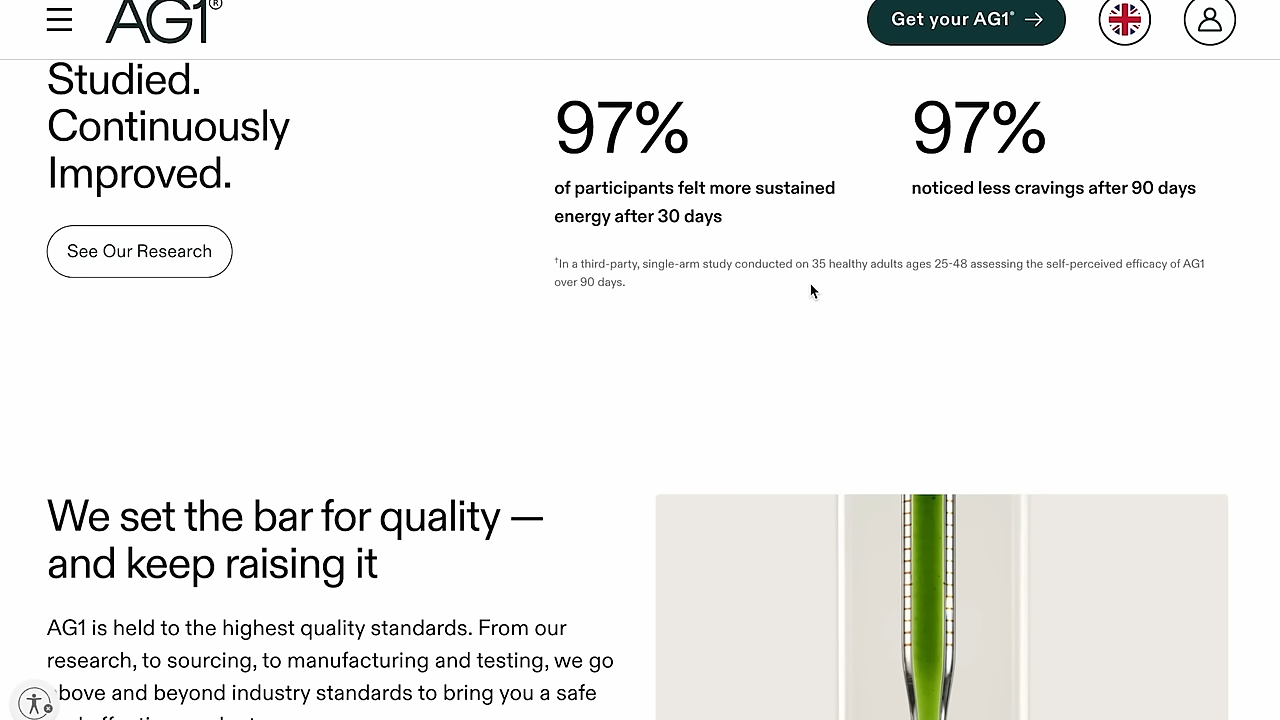 AG1®
Get your AG1® →
Studied.
Continuously
Improved.
See Our Research
97%
of participants felt more sustained
energy after 30 days
97%
noticed less cravings after 90 days
†In a third-party, single-arm study conducted on 35 healthy adults ages 25-48 assessing the self-perceived efficacy of AG1
over 90 days.
We set the bar for quality —
and keep raising it
AG1 is held to the highest quality standards. From our
research, to sourcing, to manufacturing and testing, we go
above and beyond industry standards to bring you a safe